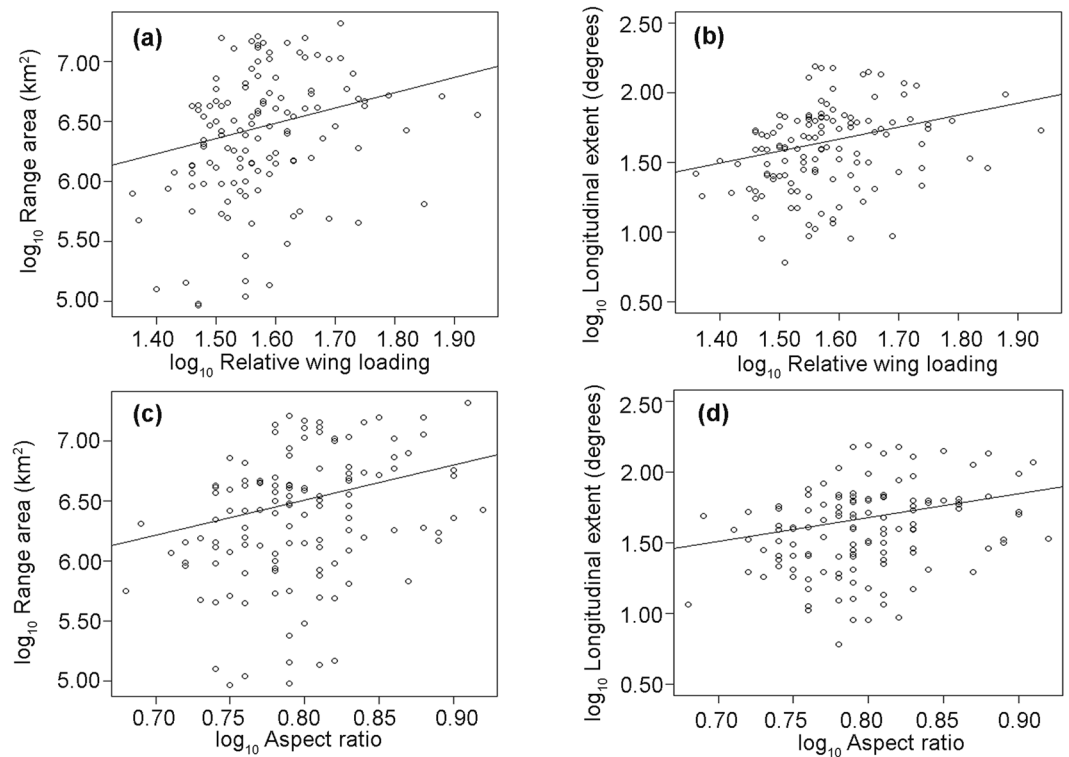 (a)
log10 Range area (km²)
7.00
6.50
6.00
5.50
5.00
1.40 1.50 1.60 1.70 1.80 1.90
log10 Relative wing loading
(b)
log10 Longitudinal extent (degrees)
2.50
2.00
1.50
1.00
0.50
1.40 1.50 1.60 1.70 1.80 1.90
log10 Relative wing loading
(c)
log10 Range area (km²)
7.00
6.50
6.00
5.50
5.00
0.70 0.75 0.80 0.85 0.90
log10 Aspect ratio
(d)
log10 Longitudinal extent (degrees)
2.50
2.00
1.50
1.00
0.50
0.70 0.75 0.80 0.85 0.90
log10 Aspect ratio